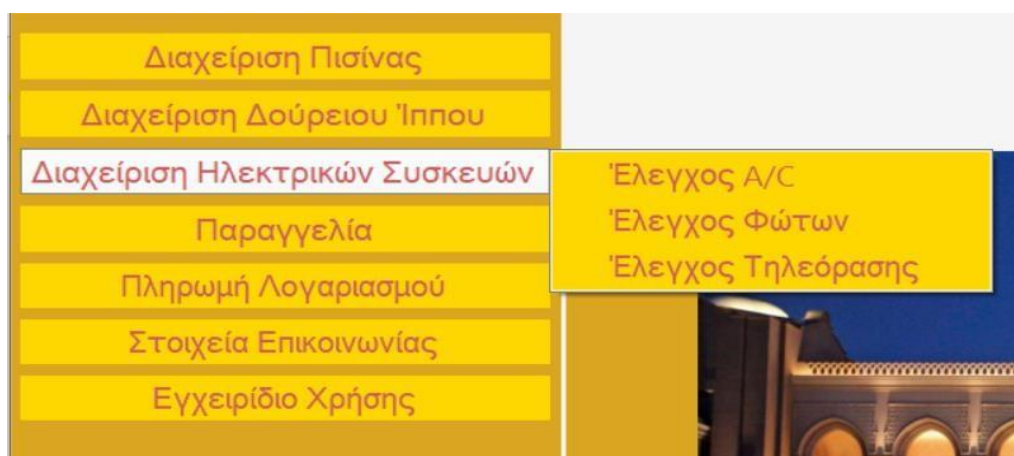 Διαχείριση Πισίνας
Διαχείριση Δούρειου Ίππου
Διαχείριση Ηλεκτρικών Συσκευών
Έλεγχος A/C
Έλεγχος Φώτων
Έλεγχος Τηλεόρασης
Παραγγελία
Πληρωμή Λογαριασμού
Στοιχεία Επικοινωνίας
Εγχειρίδιο Χρήσης